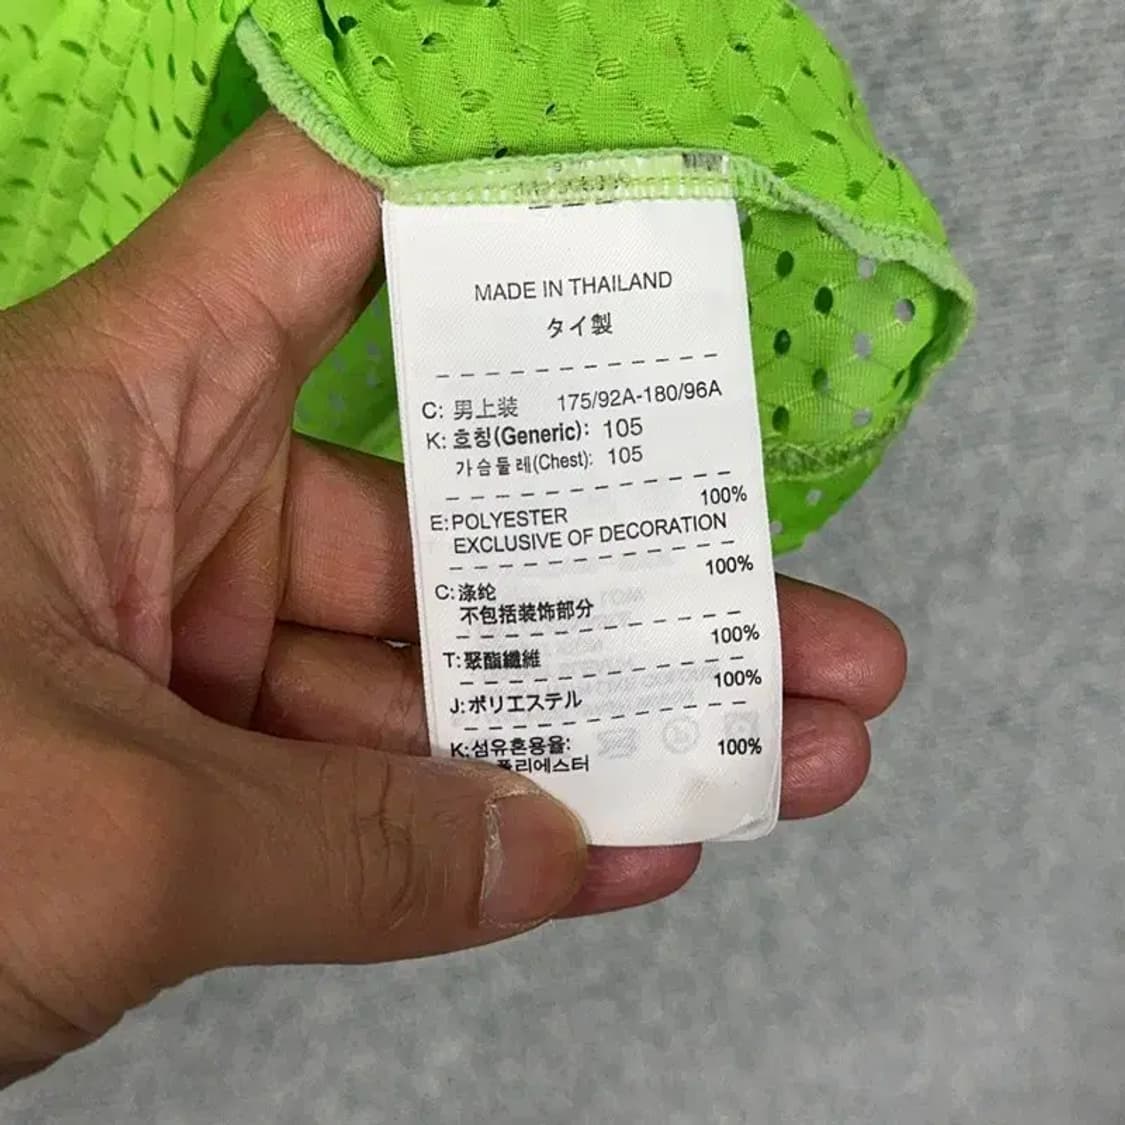 MADE IN THAILAND
タイ製
C: 男上装 175/92A-180/96A
K: 호칭(Generic): 105
가슴둘레(Chest): 105
100%
E:POLYESTER
EXCLUSIVE OF DECORATION
100%
C:涤纶
不包括装饰部分
100%
T:聚酯纖維
100%
J:ポリエステル
K:섬유혼용율:
폴리에스터 100%